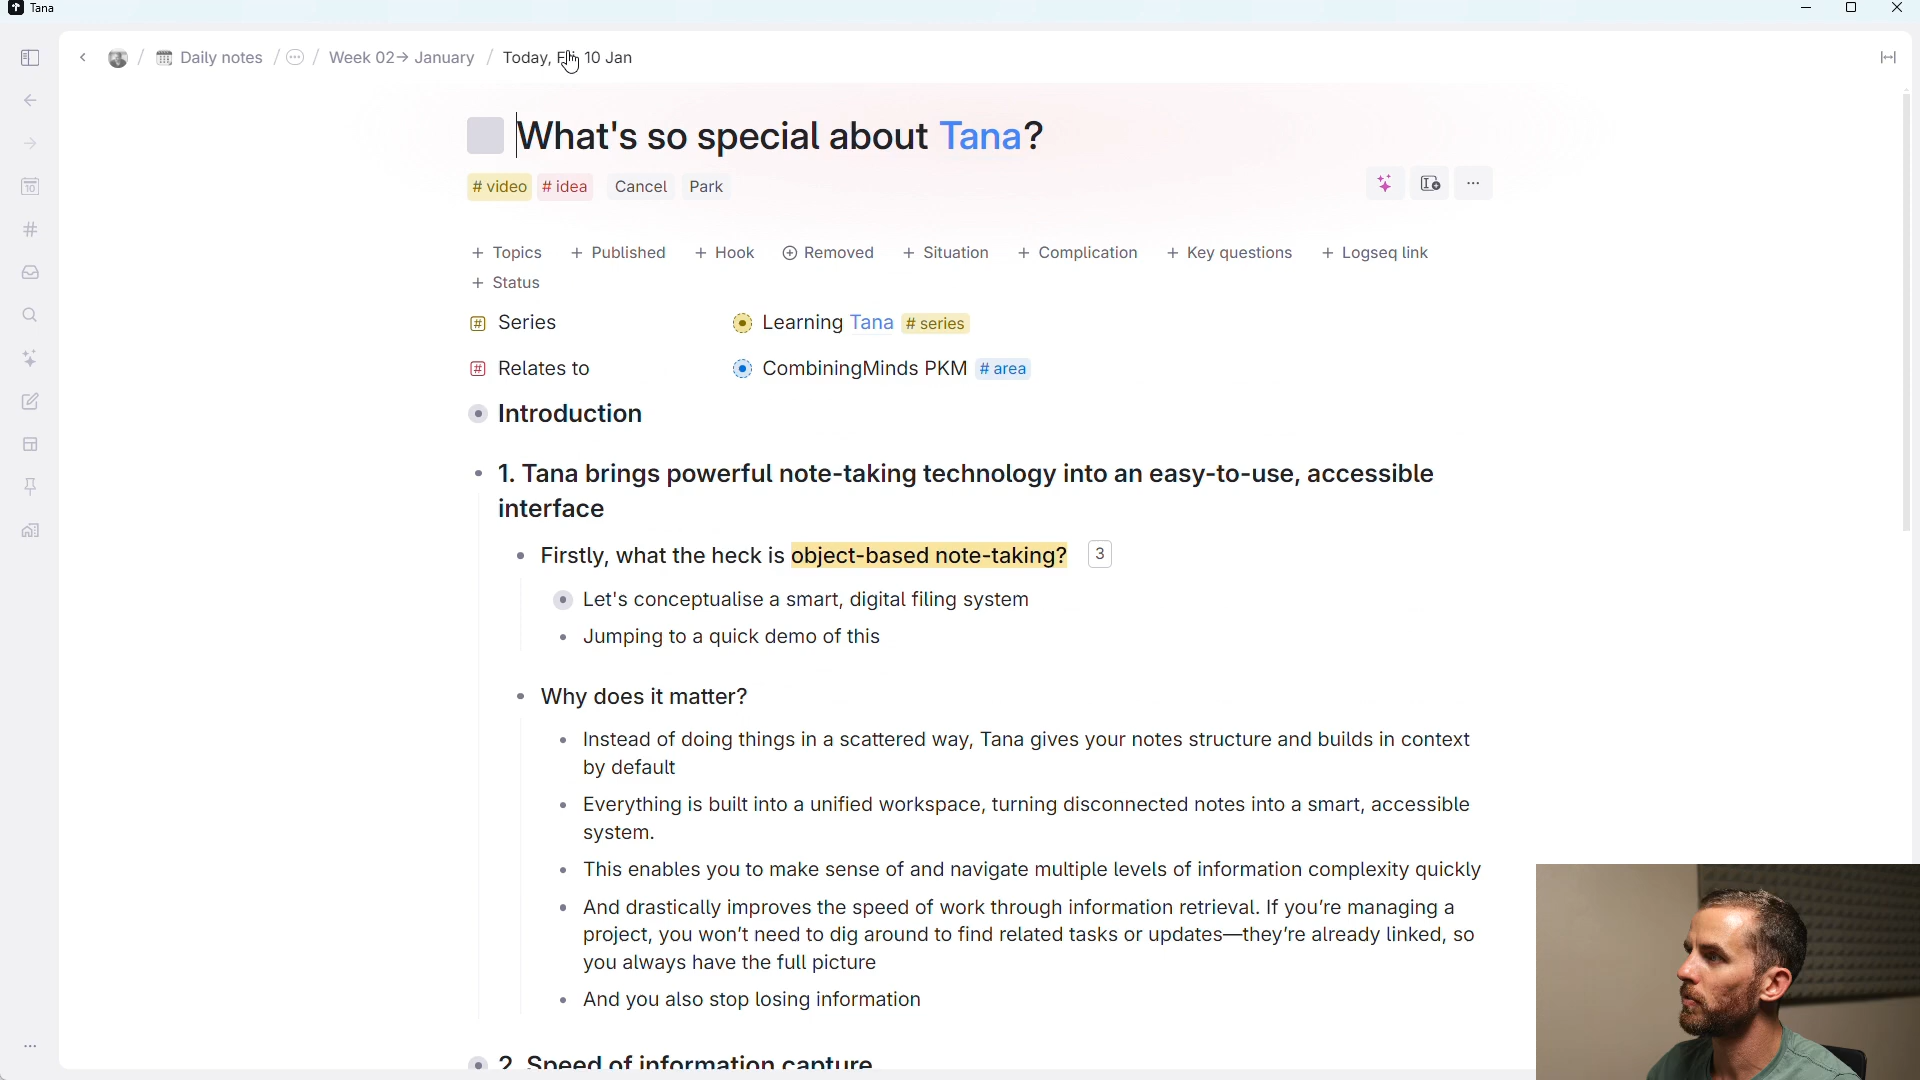 Tana
Daily notes / Week 02→ January / Today, Fri, 10 Jan
What's so special about Tana?
# video # idea Cancel Park
+ Topics + Published + Hook Removed + Situation + Complication + Key questions + Logseq link
+ Status
Series Learning Tana # series
Relates to CombiningMinds PKM # area
Introduction
1. Tana brings powerful note-taking technology into an easy-to-use, accessible
interface
Firstly, what the heck is object-based note-taking? 3
Let's conceptualise a smart, digital filing system
Jumping to a quick demo of this
Why does it matter?
Instead of doing things in a scattered way, Tana gives your notes structure and builds in context
by default
Everything is built into a unified workspace, turning disconnected notes into a smart, accessible
system.
This enables you to make sense of and navigate multiple levels of information complexity quickly
And drastically improves the speed of work through information retrieval. If you’re managing a
project, you won’t need to dig around to find related tasks or updates—they’re already linked, so
you always have the full picture
And you also stop losing information
2. Speed of information capture
10